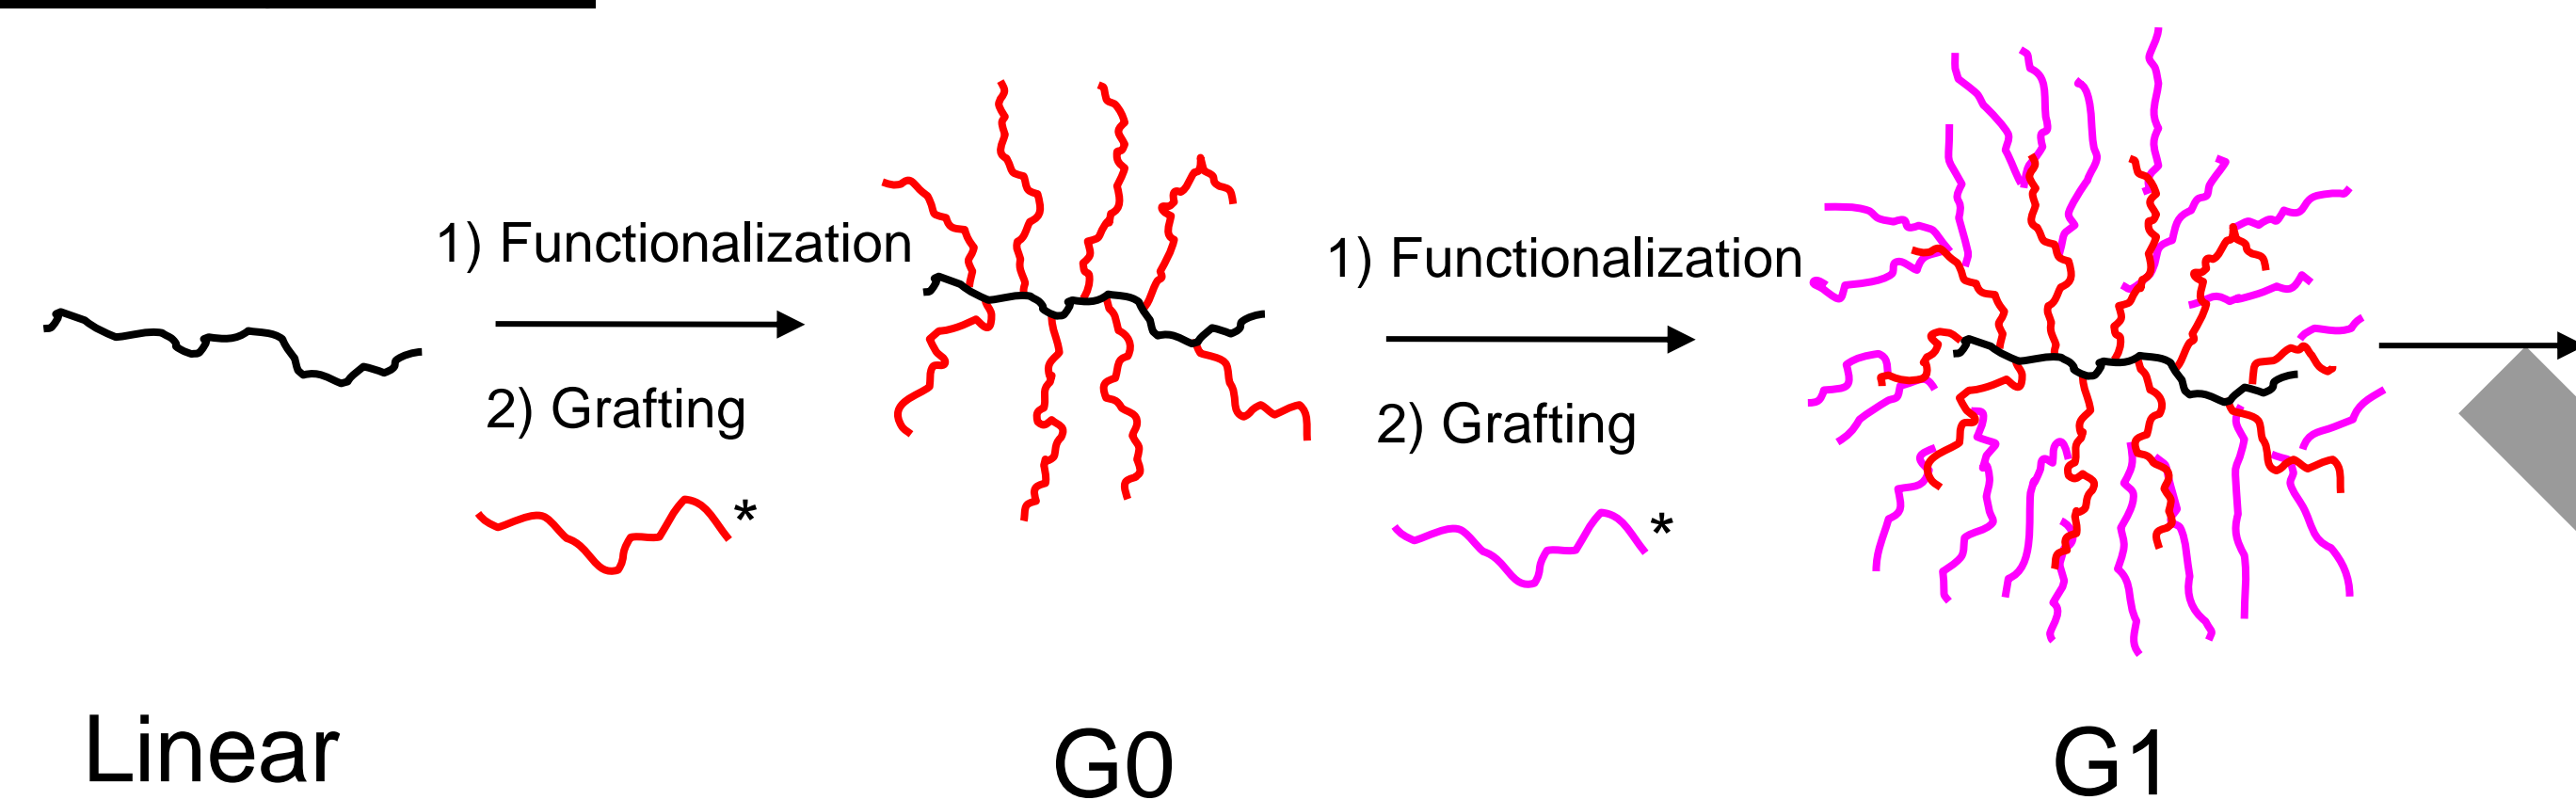 1) Functionalization
2) Grafting
*
1) Functionalization
2) Grafting
*
Linear
G0
G1